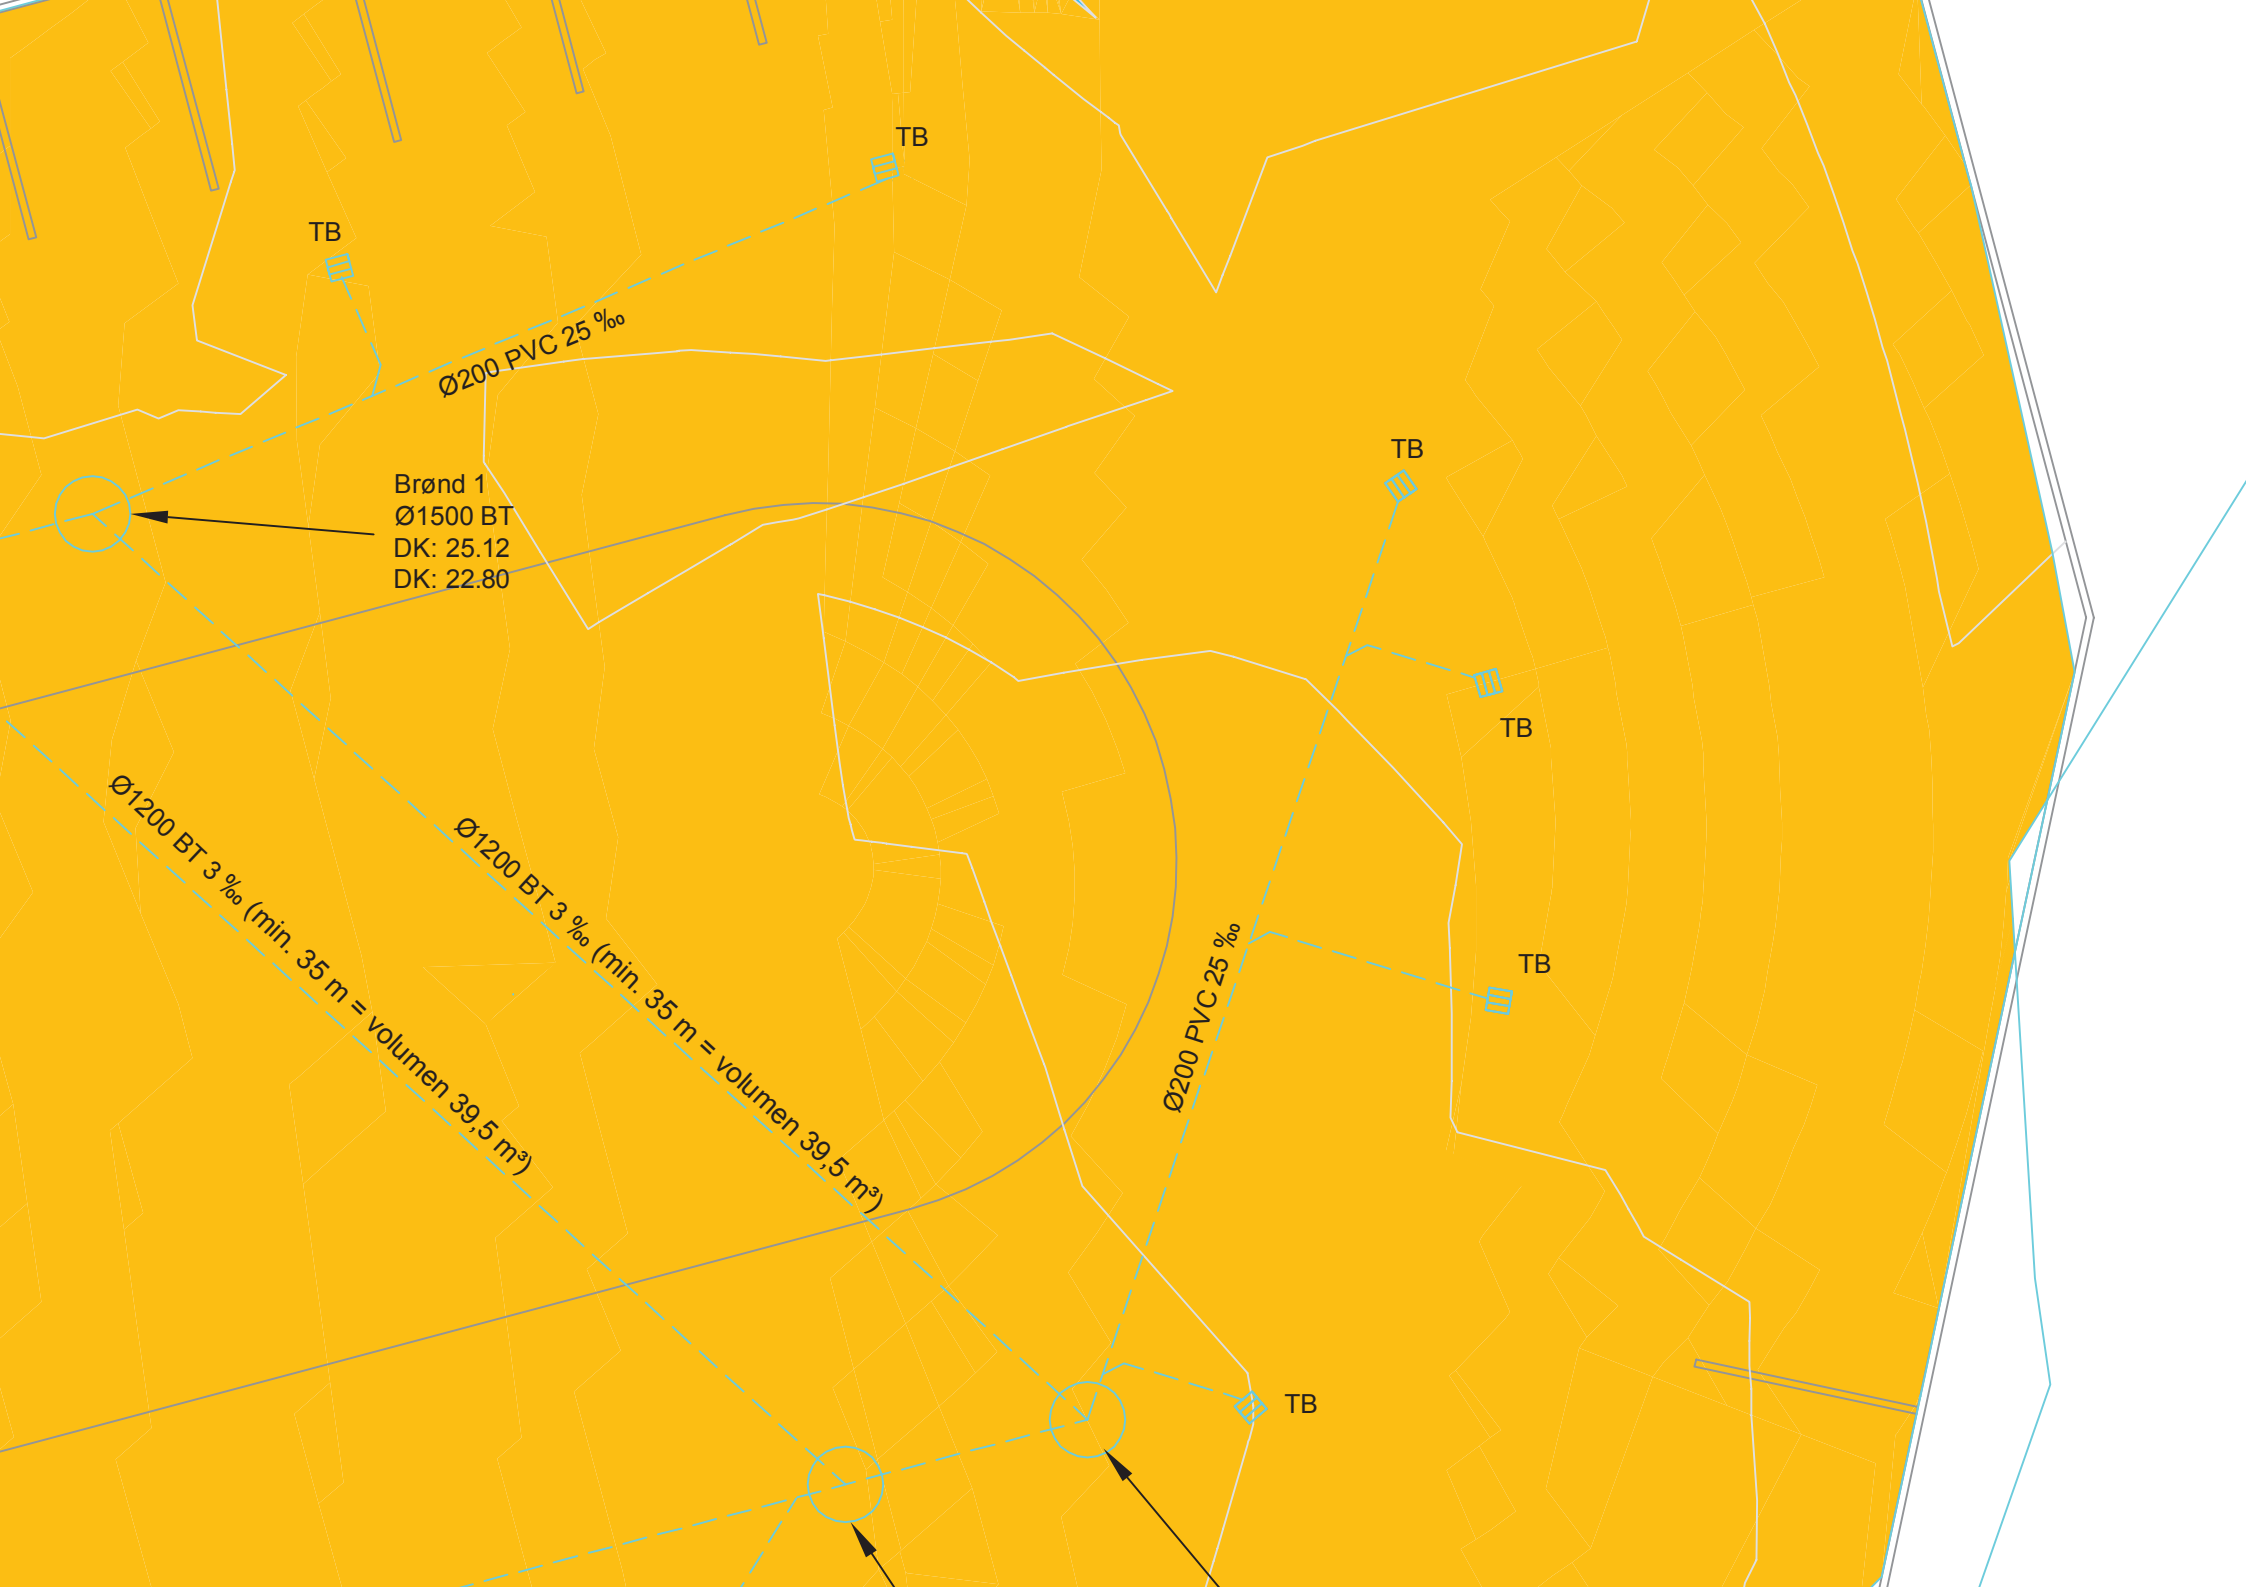 TB
TB
Ø200 PVC 25 ‰
TB
Brønd 1
Ø1500 BT
DK: 25.12
DK: 22.80
TB
Ø1200 BT 3 ‰ (min. 35 m = volumen 39,5 m³)
Ø1200 BT 3 ‰ (min. 35 m = volumen 39,5 m³)
Ø200 PVC 25 ‰
TB
TB